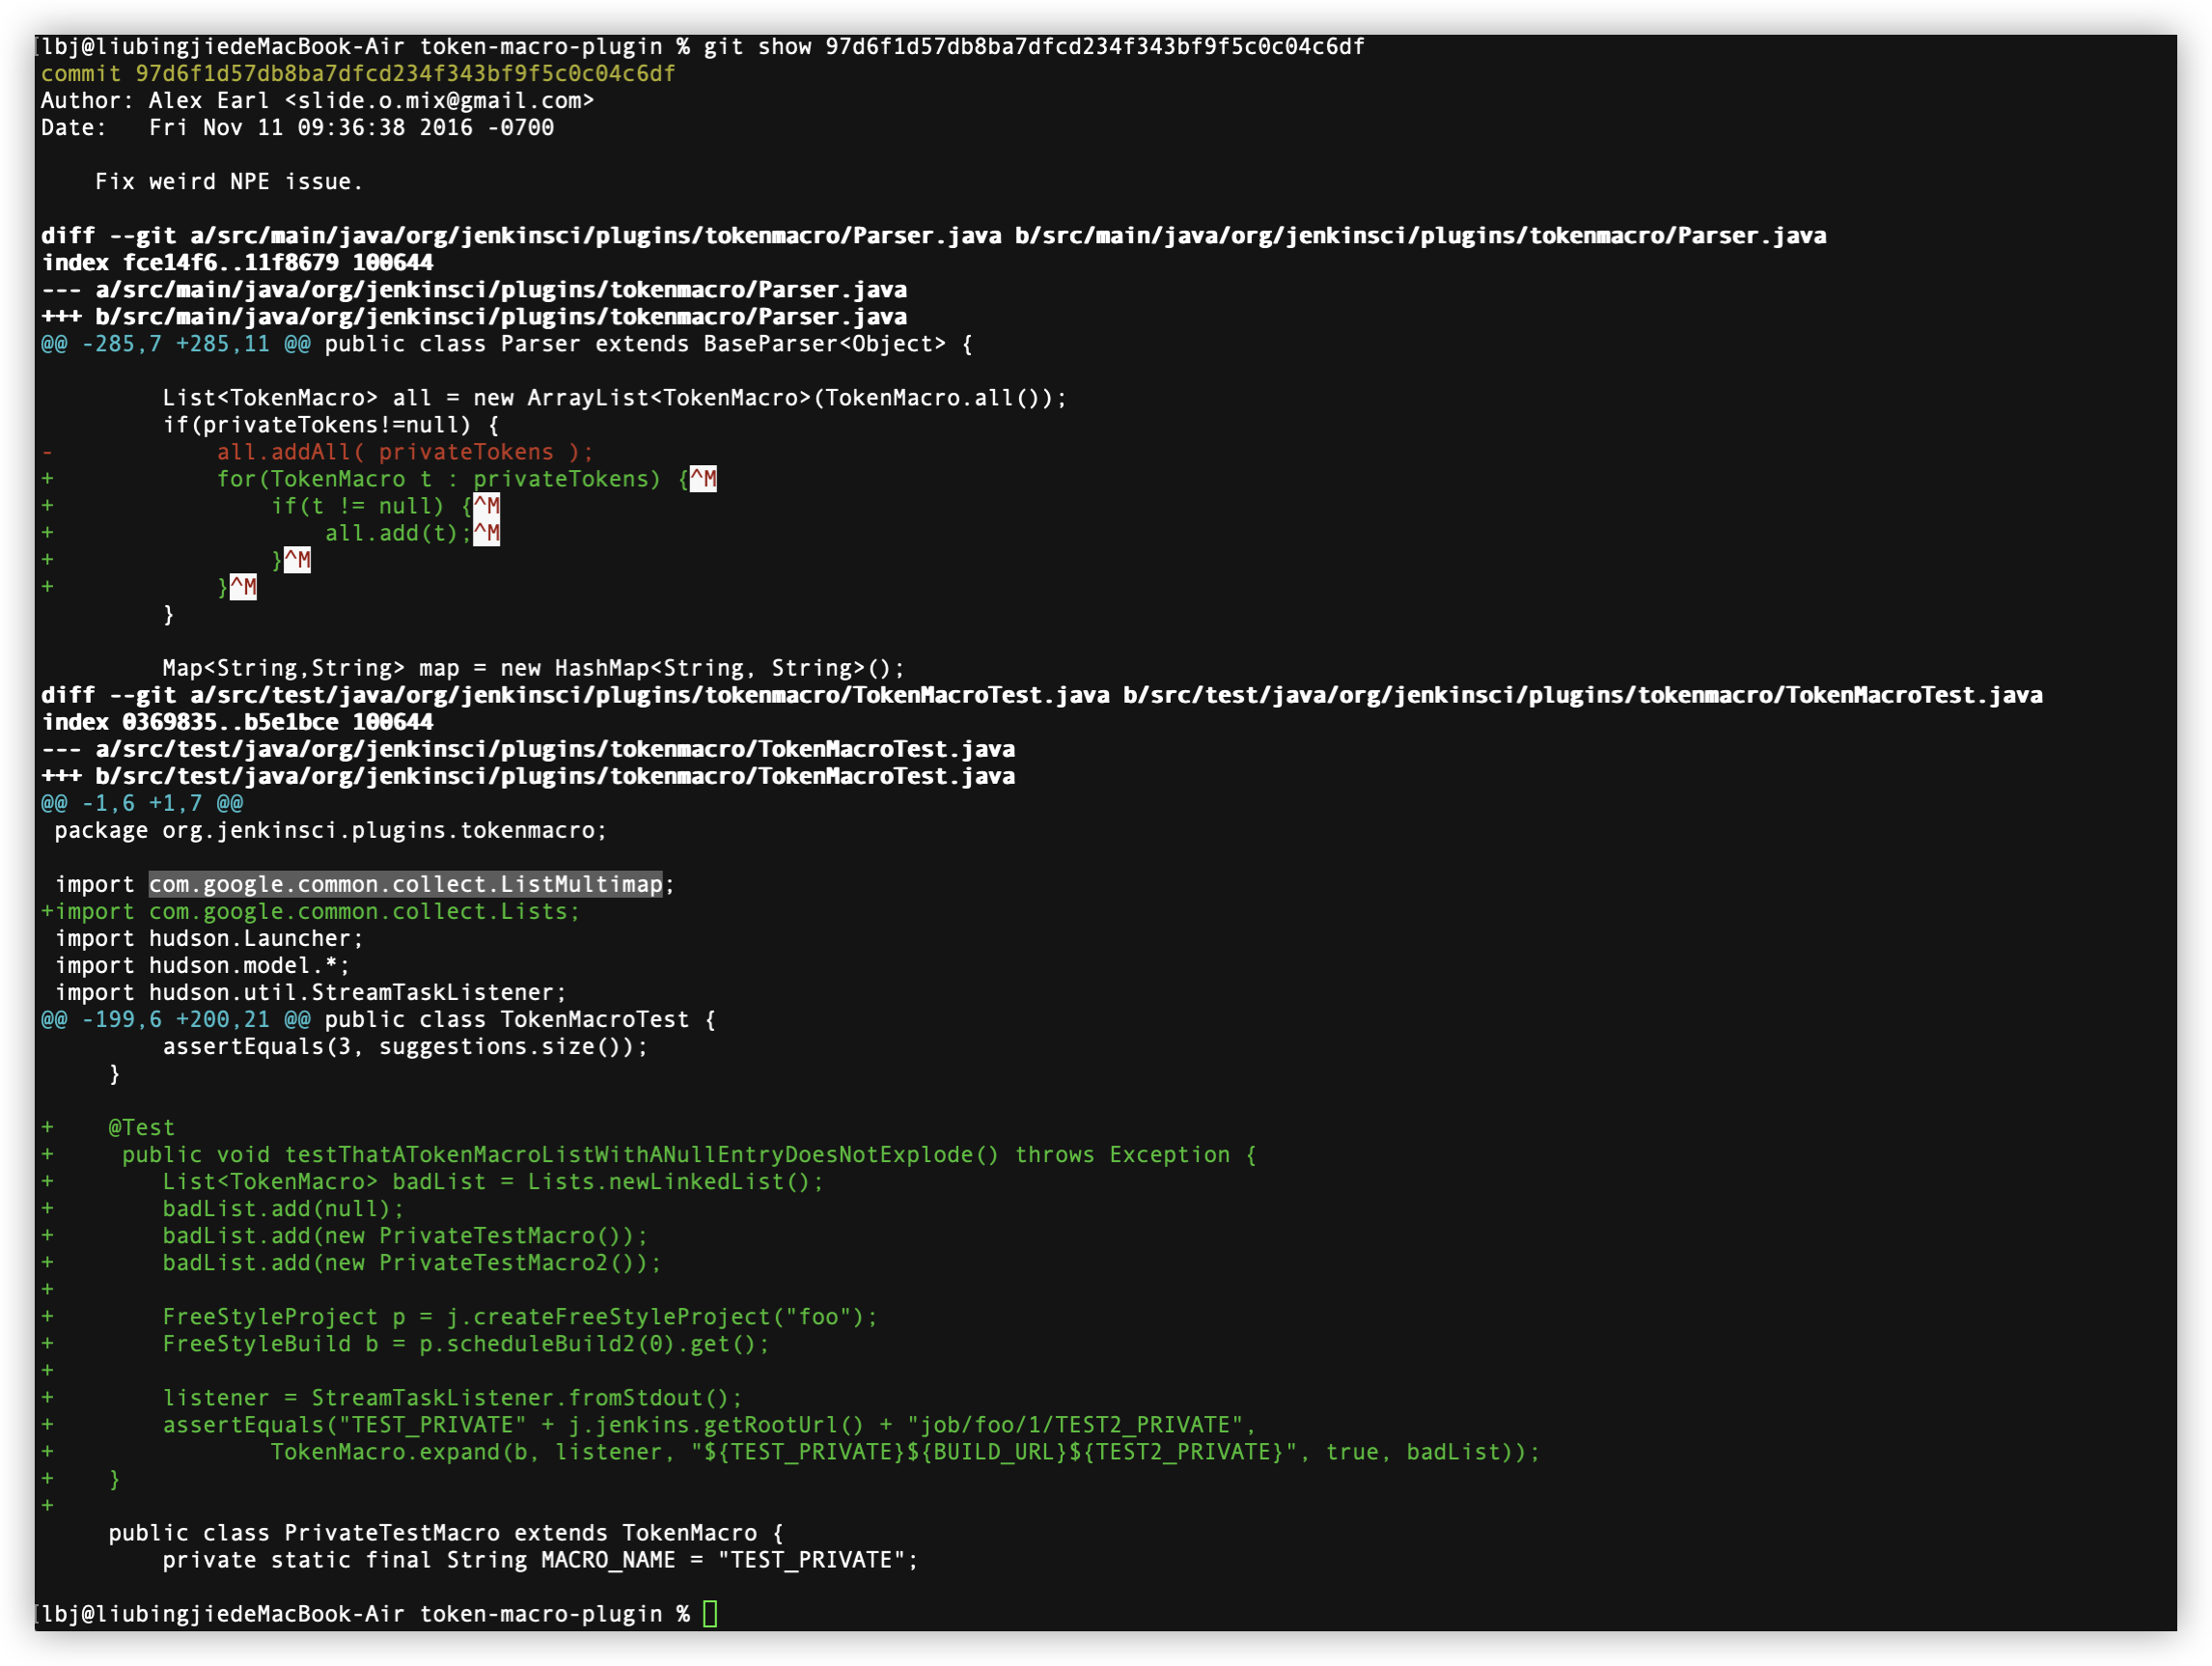 [lbj@liubingjiedeMacBook-Air token-macro-plugin % git show 97d6f1d57db8ba7dfcd234f343bf9f5c0c04c6df
commit 97d6f1d57db8ba7dfcd234f343bf9f5c0c04c6df
Author: Alex Earl <slide.o.mix@gmail.com>
Date:   Fri Nov 11 09:36:38 2016 -0700
    Fix weird NPE issue.
diff --git a/src/main/java/org/jenkinsci/plugins/tokenmacro/Parser.java b/src/main/java/org/jenkinsci/plugins/tokenmacro/Parser.java
index fce14f6..11f8679 100644
--- a/src/main/java/org/jenkinsci/plugins/tokenmacro/Parser.java
+++ b/src/main/java/org/jenkinsci/plugins/tokenmacro/Parser.java
@@ -285,7 +285,11 @@ public class Parser extends BaseParser<Object> {
         List<TokenMacro> all = new ArrayList<TokenMacro>(TokenMacro.all());
         if(privateTokens!=null) {
-            all.addAll( privateTokens );
+            for(TokenMacro t : privateTokens) {^M
+                if(t != null) {^M
+                    all.add(t);^M
+                }^M
+            }^M
         }
         Map<String,String> map = new HashMap<String, String>();
diff --git a/src/test/java/org/jenkinsci/plugins/tokenmacro/TokenMacroTest.java b/src/test/java/org/jenkinsci/plugins/tokenmacro/TokenMacroTest.java
index 0369835..b5e1bce 100644
--- a/src/test/java/org/jenkinsci/plugins/tokenmacro/TokenMacroTest.java
+++ b/src/test/java/org/jenkinsci/plugins/tokenmacro/TokenMacroTest.java
@@ -1,6 +1,7 @@
 package org.jenkinsci.plugins.tokenmacro;
 import com.google.common.collect.ListMultimap;
+import com.google.common.collect.Lists;
 import hudson.Launcher;
 import hudson.model.*;
 import hudson.util.StreamTaskListener;
@@ -199,6 +200,21 @@ public class TokenMacroTest {
         assertEquals(3, suggestions.size());
     }
+    @Test
+     public void testThatATokenMacroListWithANullEntryDoesNotExplode() throws Exception {
+        List<TokenMacro> badList = Lists.newLinkedList();
+        badList.add(null);
+        badList.add(new PrivateTestMacro());
+        badList.add(new PrivateTestMacro2());
+
+        FreeStyleProject p = j.createFreeStyleProject("foo");
+        FreeStyleBuild b = p.scheduleBuild2(0).get();
+
+        listener = StreamTaskListener.fromStdout();
+        assertEquals("TEST_PRIVATE" + j.jenkins.getRootUrl() + "job/foo/1/TEST2_PRIVATE",
+                TokenMacro.expand(b, listener, "${TEST_PRIVATE}${BUILD_URL}${TEST2_PRIVATE}", true, badList));
+    }
+
     public class PrivateTestMacro extends TokenMacro {
         private static final String MACRO_NAME = "TEST_PRIVATE";
[lbj@liubingjiedeMacBook-Air token-macro-plugin %